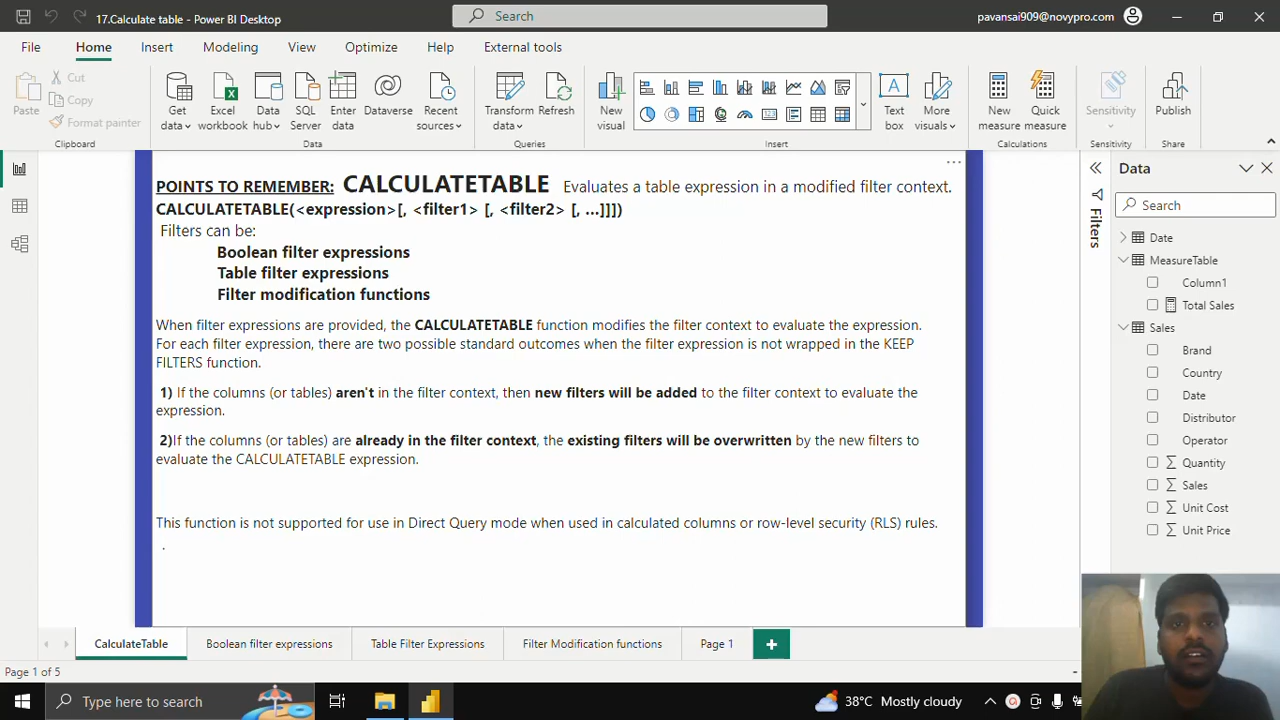 17.Calculate table - Power BI Desktop
Search
pavansai909@novypro.com
File
Home
Insert
Modeling
View
Optimize
Help
External tools
Paste
Cut
Copy
Format painter
Clipboard
Get data
Excel workbook
Data hub
SQL Server
Enter data
Dataverse
Recent sources
Data
Transform data
Refresh
Queries
New visual
Text box
More visuals
Insert
New measure
Quick measure
Calculations
Sensitivity
Sensitivity
Publish
Share
POINTS TO REMEMBER: CALCULATETABLE Evaluates a table expression in a modified filter context.
CALCULATETABLE(<expression>[, <filter1> [, <filter2> [, ...]]])
Filters can be:
Boolean filter expressions
Table filter expressions
Filter modification functions
When filter expressions are provided, the CALCULATETABLE function modifies the filter context to evaluate the expression.
For each filter expression, there are two possible standard outcomes when the filter expression is not wrapped in the KEEP
FILTERS function.
1) If the columns (or tables) aren't in the filter context, then new filters will be added to the filter context to evaluate the
expression.
2)If the columns (or tables) are already in the filter context, the existing filters will be overwritten by the new filters to
evaluate the CALCULATETABLE expression.
This function is not supported for use in Direct Query mode when used in calculated columns or row-level security (RLS) rules.
.
Filters
Data
Search
Date
MeasureTable
Column1
Total Sales
Sales
Brand
Country
Date
Distributor
Operator
Quantity
Sales
Unit Cost
Unit Price
CalculateTable
Boolean filter expressions
Table Filter Expressions
Filter Modification functions
Page 1
Page 1 of 5
Type here to search
38°C Mostly cloudy